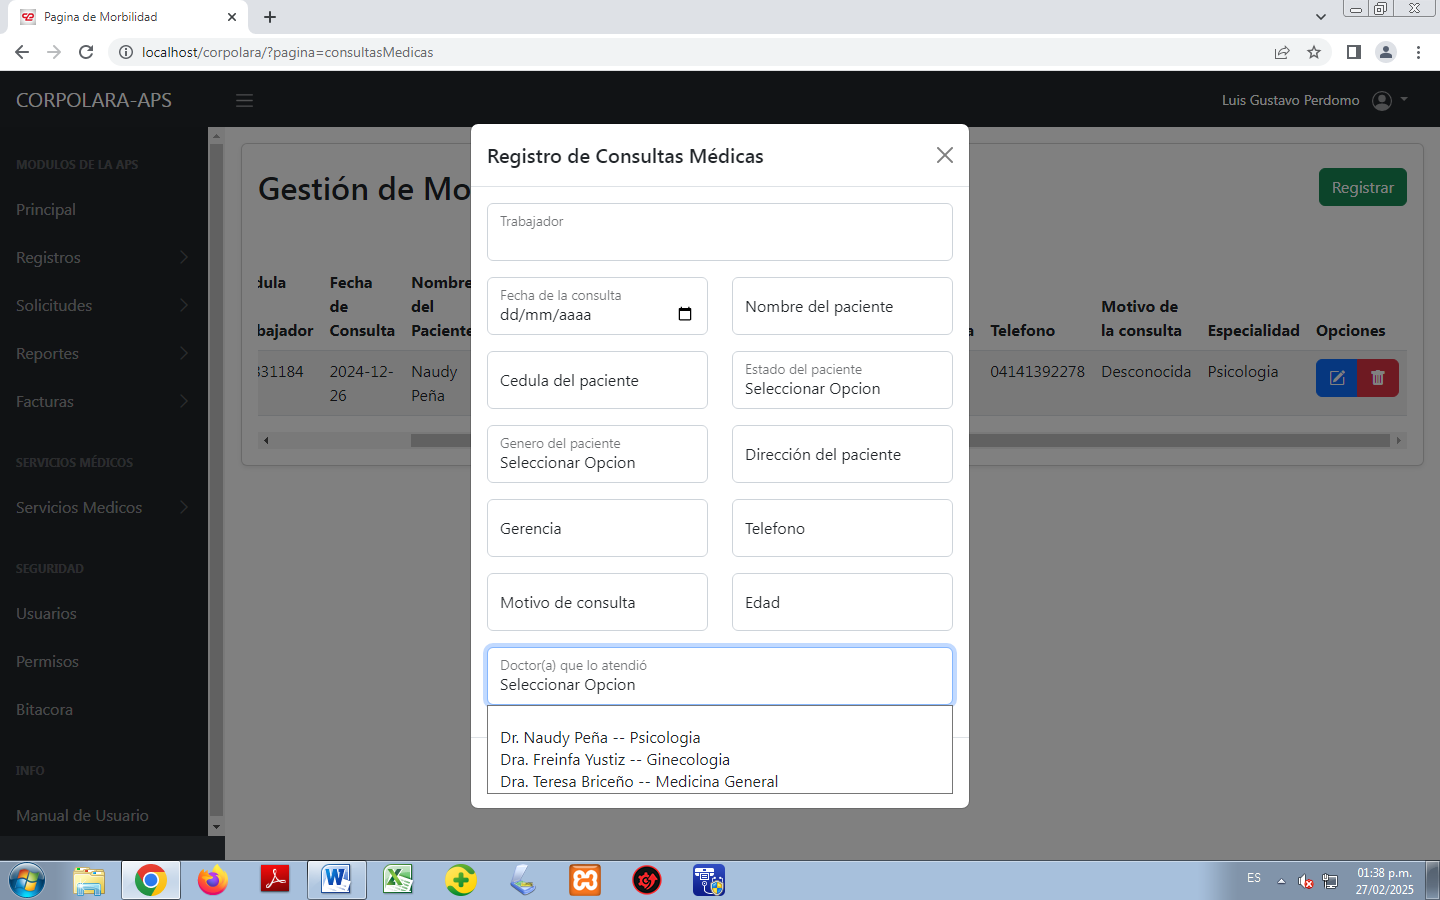 Pagina de Morbilidad
localhost/corpolara/?pagina=consultasMedicas
CORPOLARA-APS
Luis Gustavo Perdomo
MODULOS DE LA APS
Principal
Registros
Solicitudes
Reportes
Facturas
SERVICIOS MÉDICOS
Servicios Medicos
SEGURIDAD
Usuarios
Permisos
Bitacora
INFO
Manual de Usuario
Gestión de Mo
Registrar
Fecha de Consulta
Nombre del Paciente
Telefono
Motivo de la consulta
Especialidad
Opciones
331184
2024-12-26
Naudy Peña
04141392278
Desconocida
Psicologia
Registro de Consultas Médicas
Trabajador
Fecha de la consulta
dd/mm/aaaa
Nombre del paciente
Cedula del paciente
Estado del paciente
Seleccionar Opcion
Genero del paciente
Seleccionar Opcion
Dirección del paciente
Gerencia
Telefono
Motivo de consulta
Edad
Doctor(a) que lo atendió
Seleccionar Opcion
Dr. Naudy Peña -- Psicologia
Dra. Freinfa Yustiz -- Ginecologia
Dra. Teresa Briceño -- Medicina General
ES
01:38 p.m.
27/02/2025